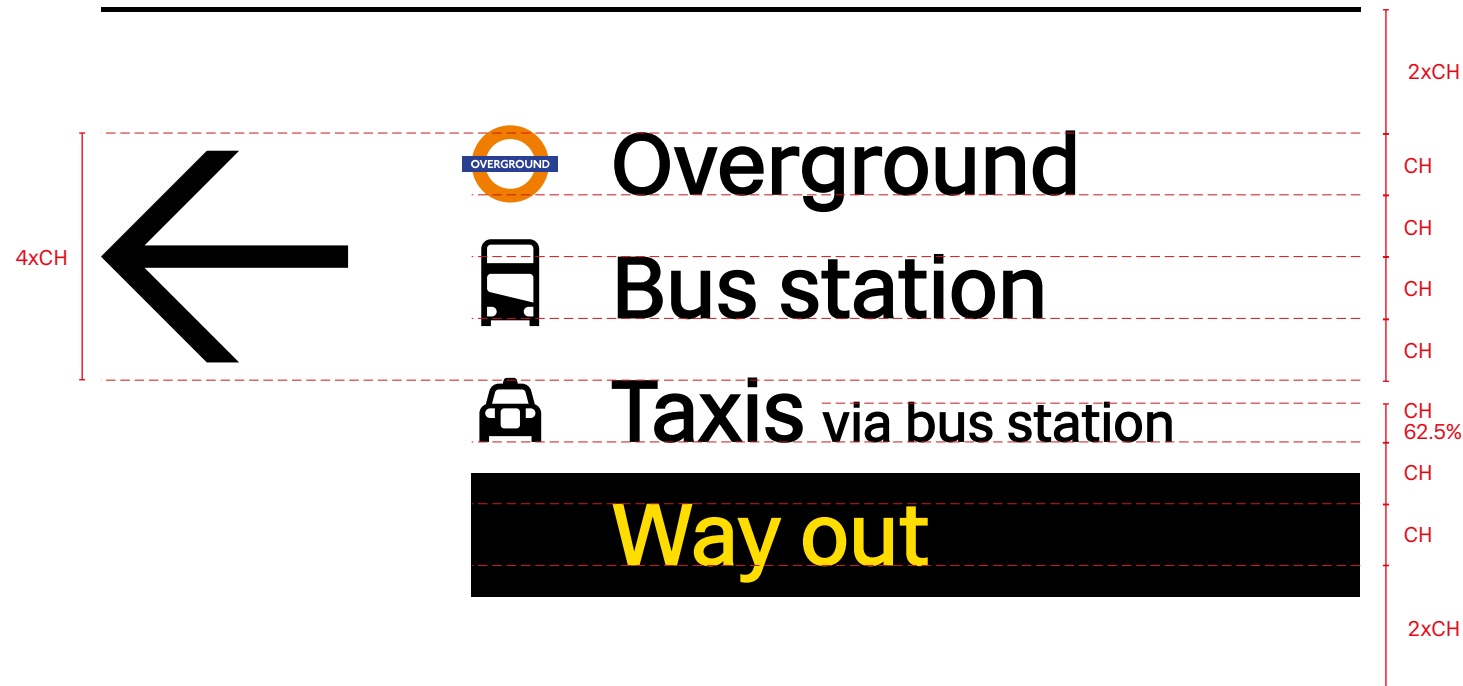 2xCH
OVERGROUND Overground CH
CH
4xCH
Bus station CH
CH
Taxis via bus station CH
62.5%
CH
Way out CH
2xCH